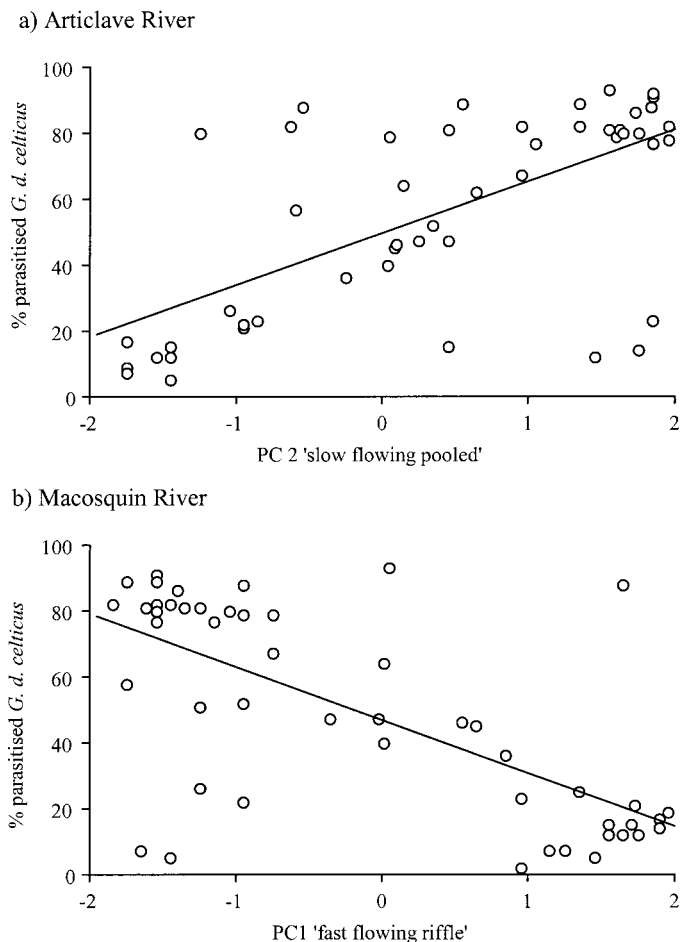 a) Articlave River
% parasitised G. d. celticus
100
80
60
40
20
0
-2 -1 0 1 2
PC 2 'slow flowing pooled'
b) Macosquin River
% parasitised G. d. celticus
100
80
60
40
20
0
-2 -1 0 1 2
PC1 'fast flowing riffle'